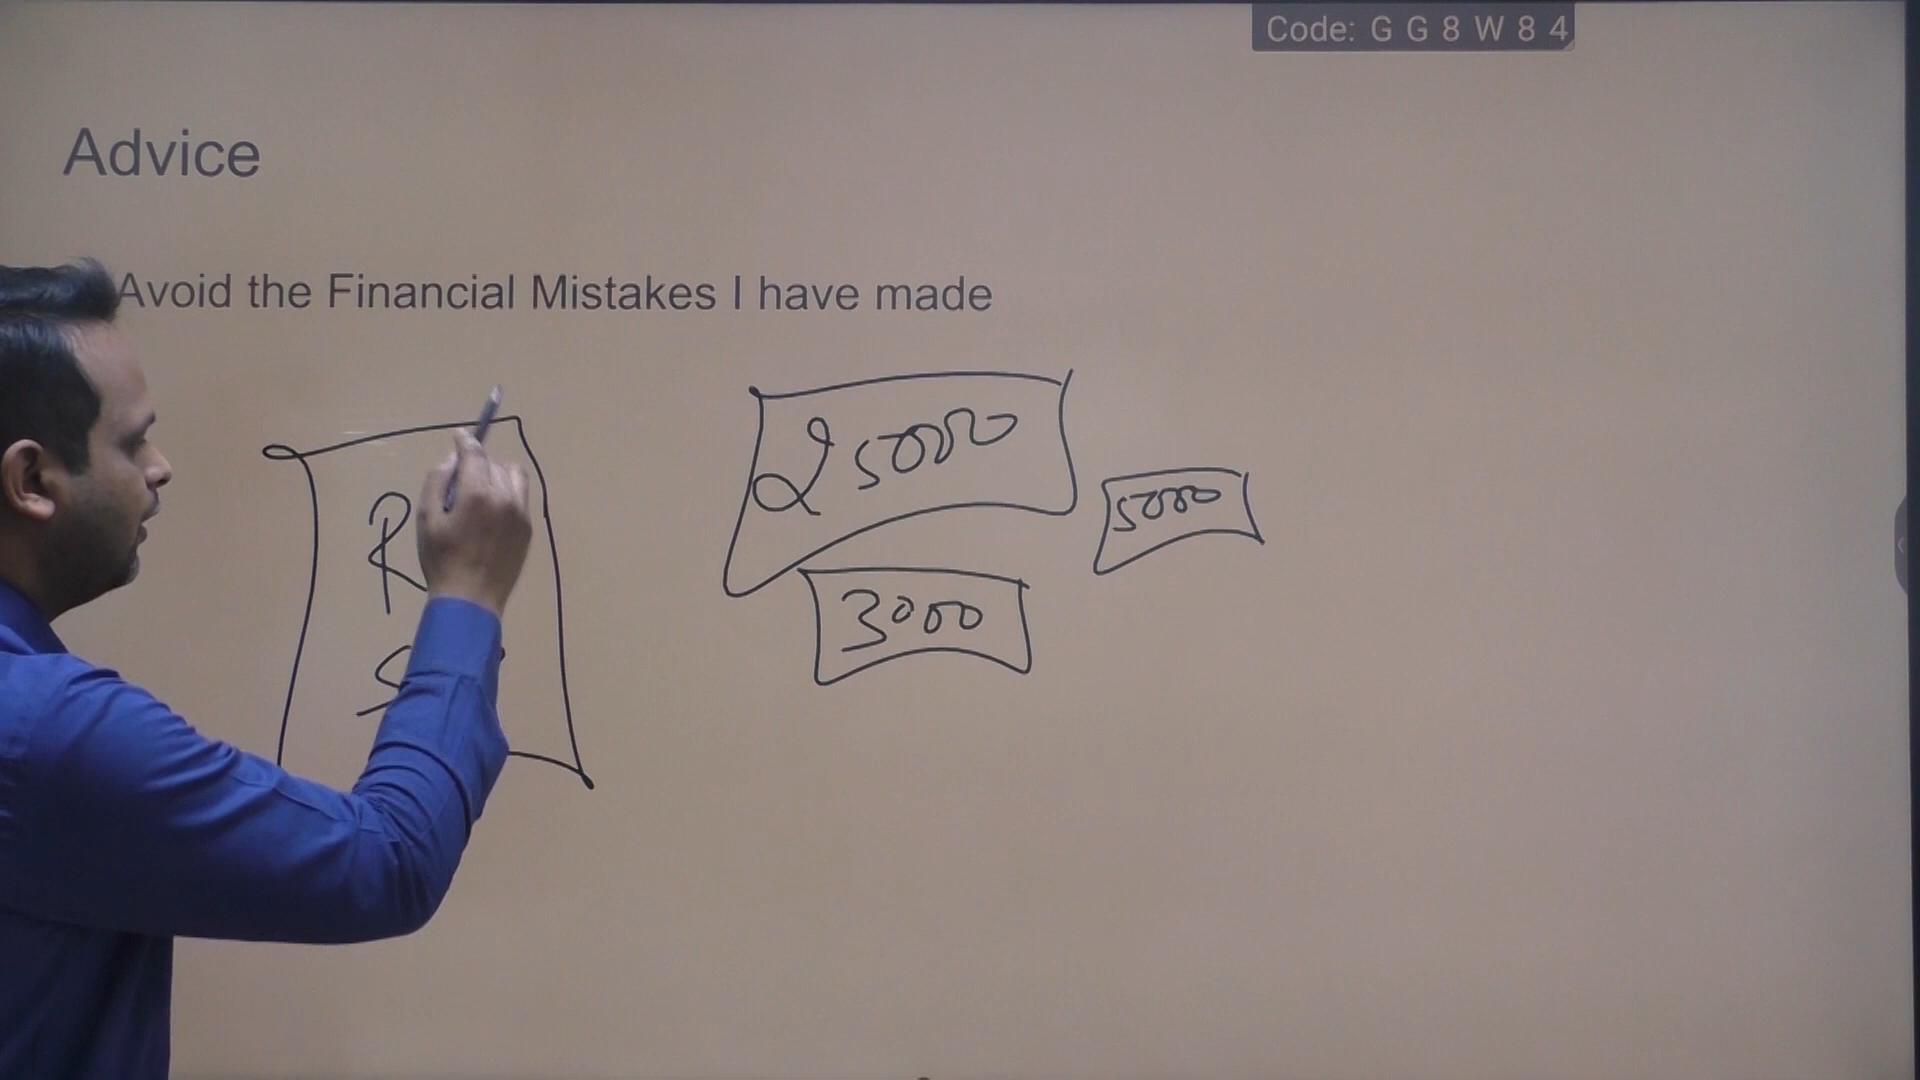 Code: G G 8 W 8 4
Advice
Avoid the Financial Mistakes I have made
25000
5000
3000
R
S